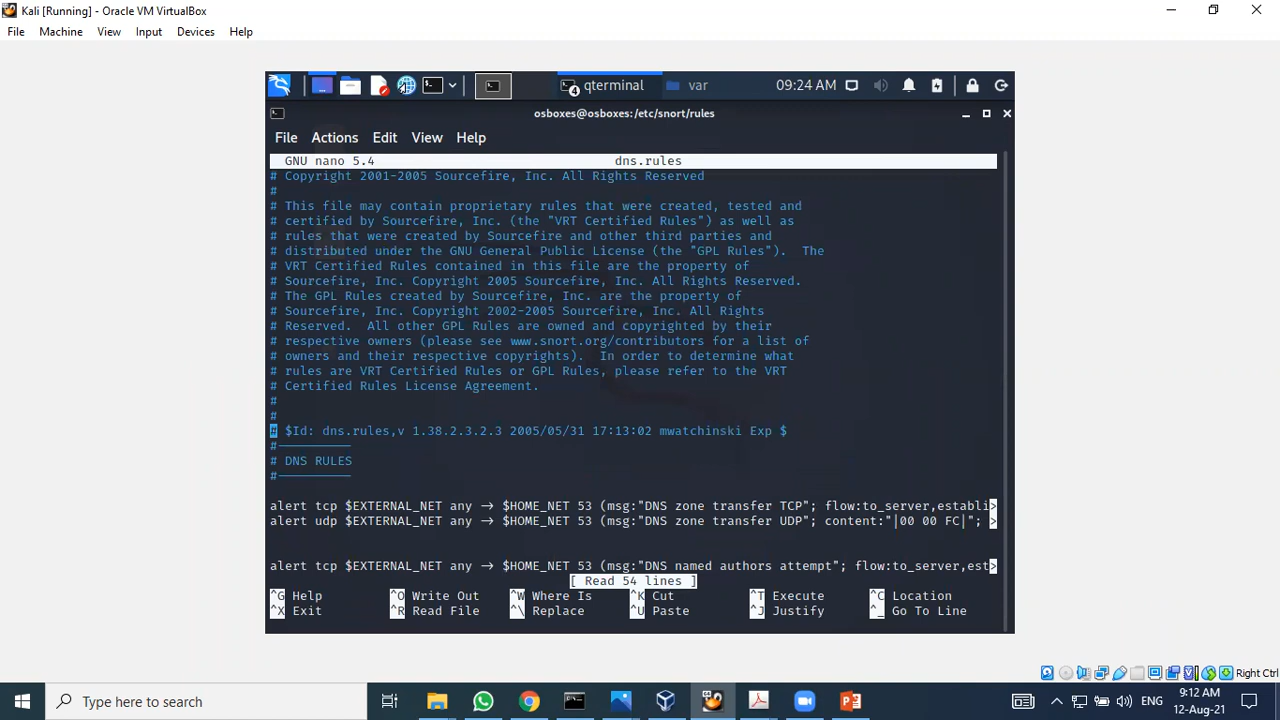 Kali [Running] - Oracle VM VirtualBox
File Machine View Input Devices Help
qterminal
var
09:24 AM
osboxes@osboxes:/etc/snort/rules
File Actions Edit View Help
GNU nano 5.4 dns.rules
# Copyright 2001-2005 Sourcefire, Inc. All Rights Reserved
#
# This file may contain proprietary rules that were created, tested and
# certified by Sourcefire, Inc. (the "VRT Certified Rules") as well as
# rules that were created by Sourcefire and other third parties and
# distributed under the GNU General Public License (the "GPL Rules").  The
# VRT Certified Rules contained in this file are the property of
# Sourcefire, Inc. Copyright 2005 Sourcefire, Inc. All Rights Reserved.
# The GPL Rules created by Sourcefire, Inc. are the property of
# Sourcefire, Inc. Copyright 2002-2005 Sourcefire, Inc. All Rights
# Reserved.  All other GPL Rules are owned and copyrighted by their
# respective owners (please see www.snort.org/contributors for a list of
# owners and their respective copyrights).  In order to determine what
# rules are VRT Certified Rules or GPL Rules, please refer to the VRT
# Certified Rules License Agreement.
#
#
# $Id: dns.rules,v 1.38.2.3.2.3 2005/05/31 17:13:02 mwatchinski Exp $
#----------
# DNS RULES
#----------
alert tcp $EXTERNAL_NET any -> $HOME_NET 53 (msg:"DNS zone transfer TCP"; flow:to_server,establi>
alert udp $EXTERNAL_NET any -> $HOME_NET 53 (msg:"DNS zone transfer UDP"; content:"|00 00 FC|"; >
alert tcp $EXTERNAL_NET any -> $HOME_NET 53 (msg:"DNS named authors attempt"; flow:to_server,est>
[ Read 54 lines ]
^G Help ^O Write Out ^W Where Is ^K Cut ^T Execute ^C Location
^X Exit ^R Read File ^\ Replace ^U Paste ^J Justify ^_ Go To Line
Right Ctrl
Type here to search
ENG
9:12 AM
12-Aug-21